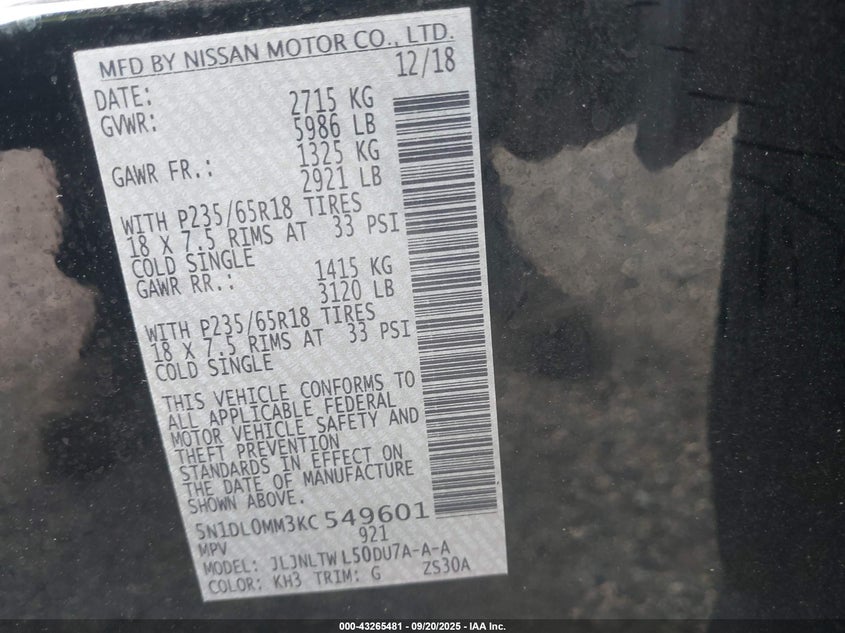 MFD BY NISSAN MOTOR CO., LTD.
DATE: 12/18
GVWR: 2715 KG
5986 LB
GAWR FR.: 1325 KG
2921 LB
WITH P235/65R18 TIRES
18 X 7.5 RIMS AT 33 PSI
COLD SINGLE
GAWR RR.: 1415 KG
3120 LB
WITH P235/65R18 TIRES
18 X 7.5 RIMS AT 33 PSI
COLD SINGLE
THIS VEHICLE CONFORMS TO
ALL APPLICABLE FEDERAL
MOTOR VEHICLE SAFETY AND
THEFT PREVENTION
STANDARDS IN EFFECT ON
THE DATE OF MANUFACTURE
SHOWN ABOVE.
5N1DL0MM3KC 549601
MPV 921
MODEL: JLJNLTW L50DU7A-A-A
COLOR: KH3 TRIM: G ZS30A
000-43265481 - 09/20/2025 - IAA Inc.